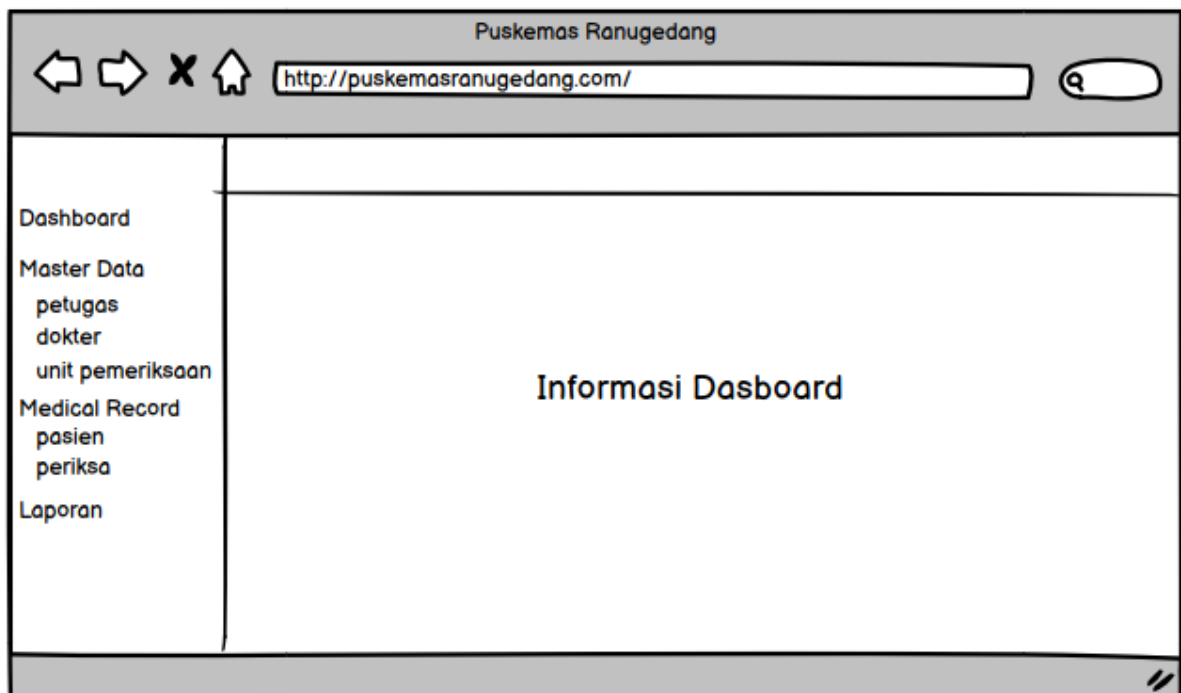 Puskemas Ranugedang
http://puskemasranugedang.com/
Dashboard
Master Data
petugas
dokter
unit pemeriksaan
Medical Record
pasien
periksa
Laporan
Informasi Dasboard